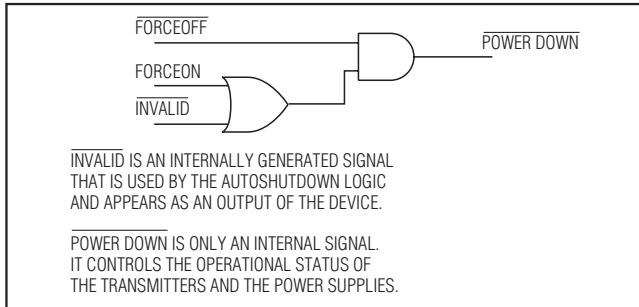 FORCEOFF
POWER DOWN
FORCEON
INVALID
INVALID IS AN INTERNALLY GENERATED SIGNAL
THAT IS USED BY THE AUTOSHUTDOWN LOGIC
AND APPEARS AS AN OUTPUT OF THE DEVICE.
POWER DOWN IS ONLY AN INTERNAL SIGNAL.
IT CONTROLS THE OPERATIONAL STATUS OF
THE TRANSMITTERS AND THE POWER SUPPLIES.